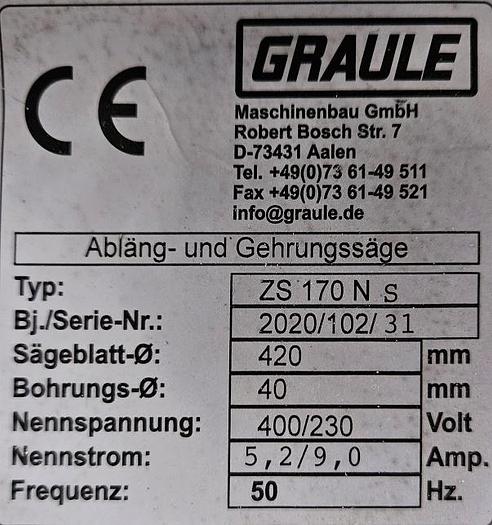 CE
GRAULE
Maschinenbau GmbH
Robert Bosch Str. 7
D-73431 Aalen
Tel. +49(0)73 61-49 511
Fax +49(0)73 61-49 521
info@graule.de
Abläng- und Gehrungssäge
Typ: ZS 170 N S
Bj./Serie-Nr.: 2020/102/31
Sägeblatt-Ø: 420 mm
Bohrungs-Ø: 40 mm
Nennspannung: 400/230 Volt
Nennstrom: 5,2/9,0 Amp.
Frequenz: 50 Hz.